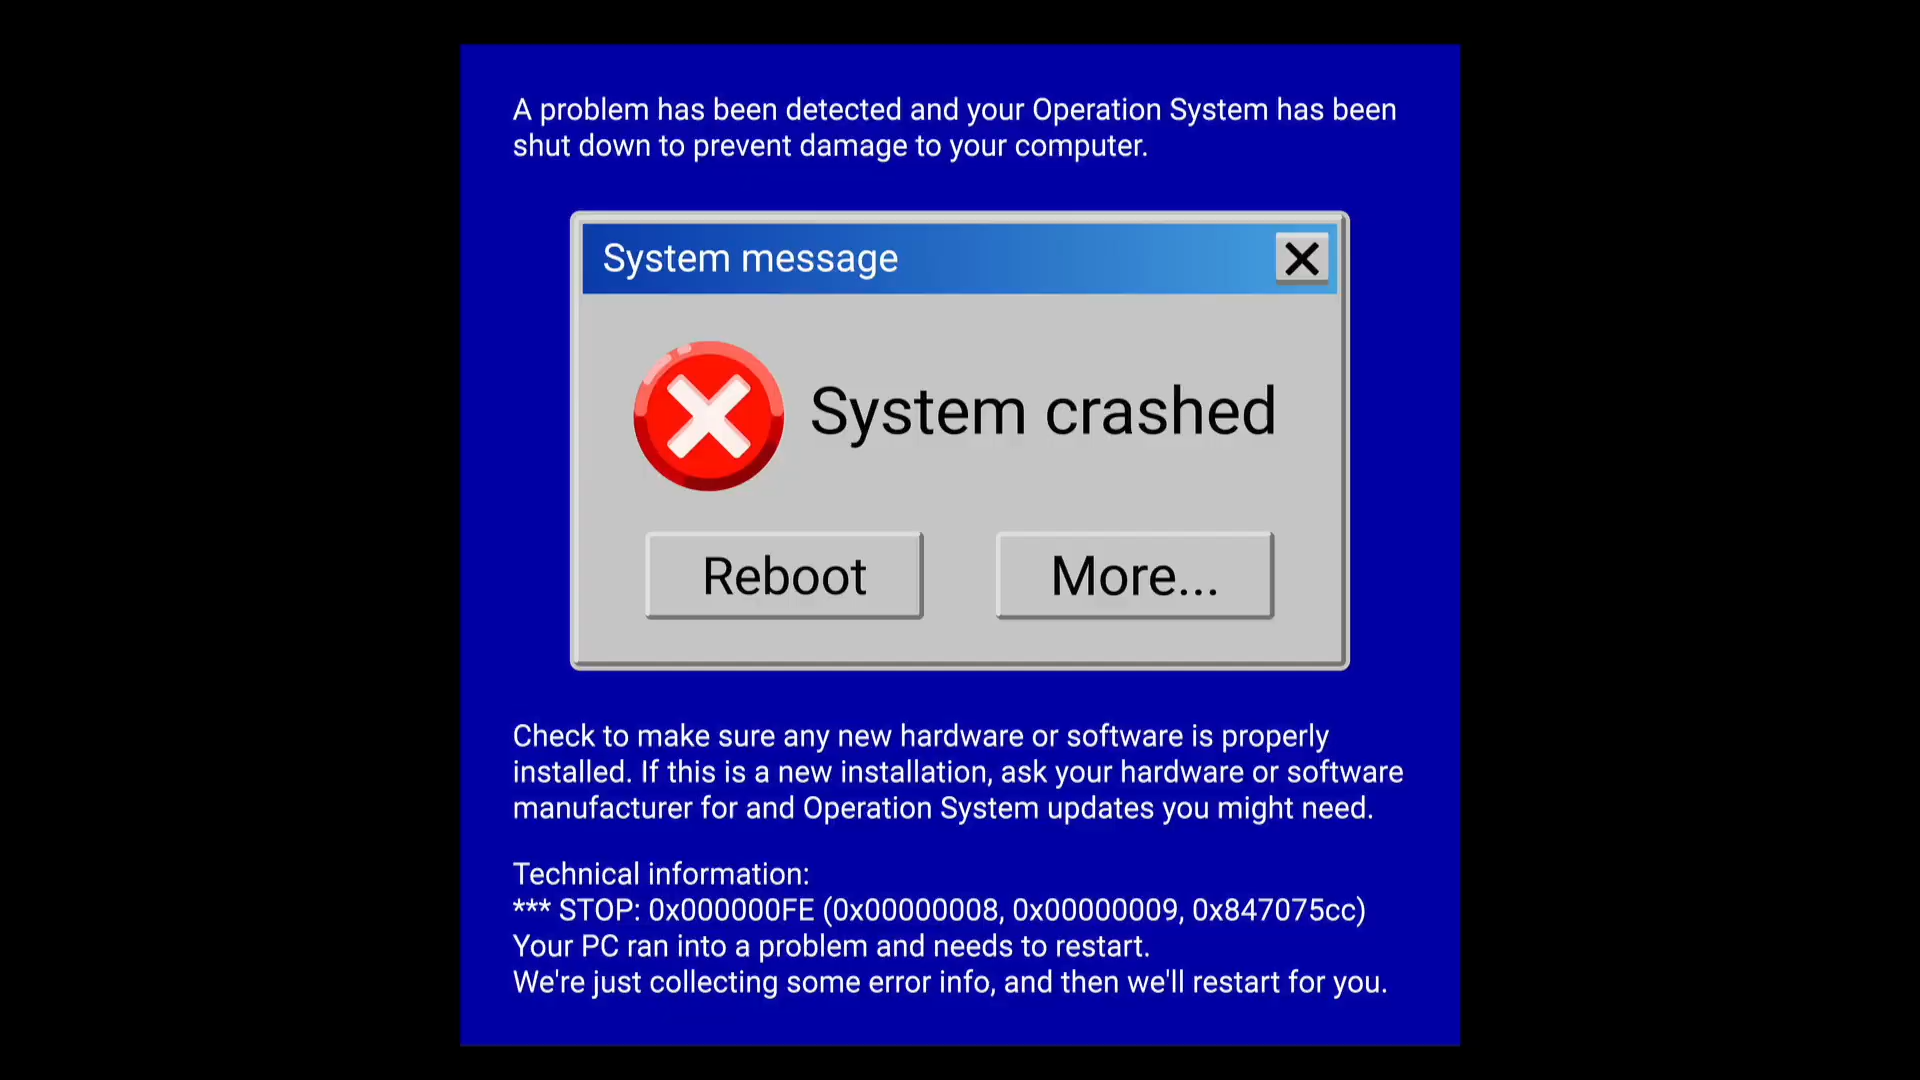 A problem has been detected and your Operation System has been
shut down to prevent damage to your computer.
System message
System crashed
Reboot
More...
Check to make sure any new hardware or software is properly
installed. If this is a new installation, ask your hardware or software
manufacturer for and Operation System updates you might need.
Technical information:
*** STOP: 0x000000FE (0x00000008, 0x00000009, 0x847075cc)
Your PC ran into a problem and needs to restart.
We're just collecting some error info, and then we'll restart for you.